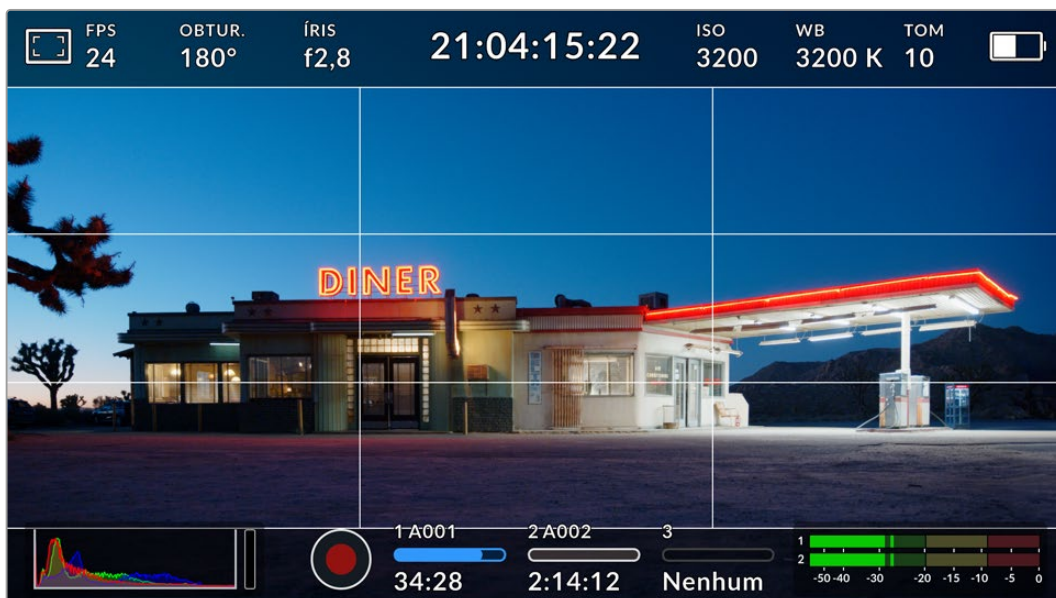 FPS OBTUR. ÍRIS 21:04:15:22 ISO WB TOM
24 180° f2,8 3200 3200 K 10
DINER
1 A001 2 A002 3
34:28 2:14:12 Nenhum
1
2
-50 -40 -30 -20 -15 -10 -5 0